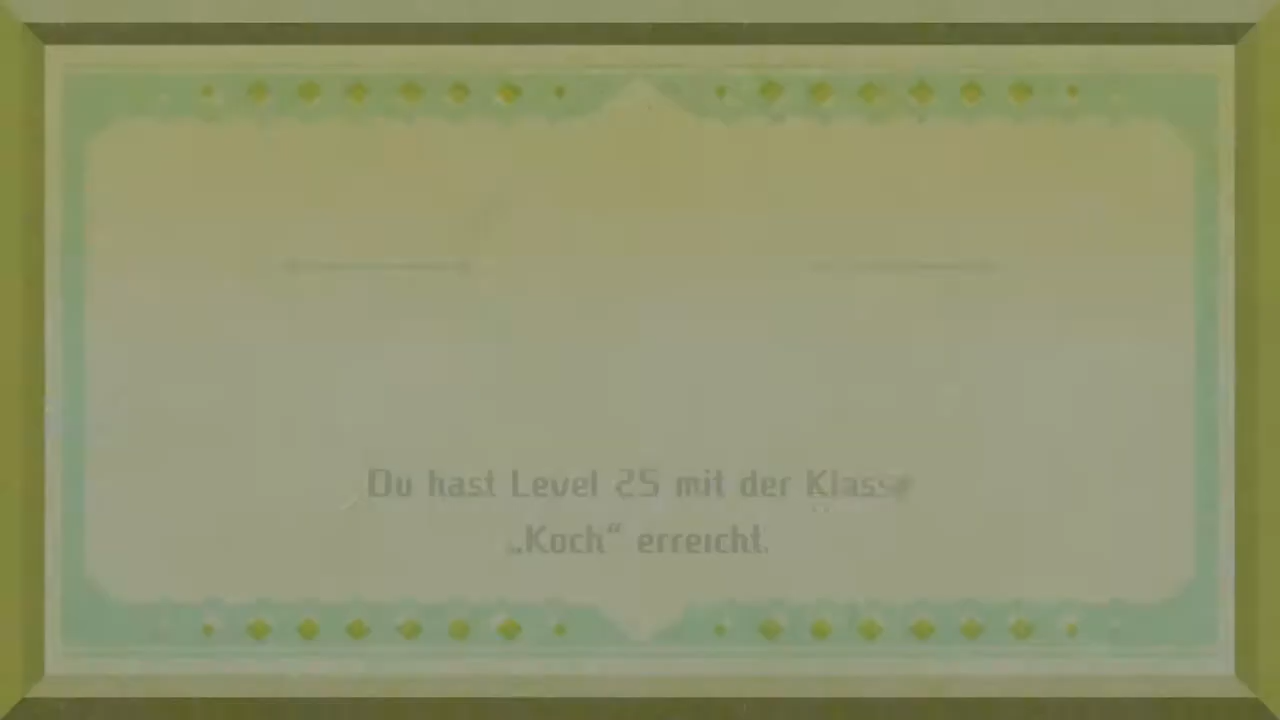 Du hast Level 25 mit der Klasse
„Koch“ erreicht.